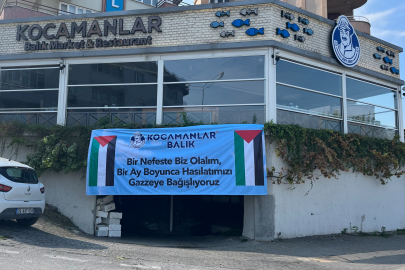 KOCAMANLAR
Balık Market & Restaurant
KOCAMANLAR
BALIK
Bir Nefeste Biz Olalım,
Bir Ay Boyunca Hasılatımızı
Gazzeye Bağışlıyoruz